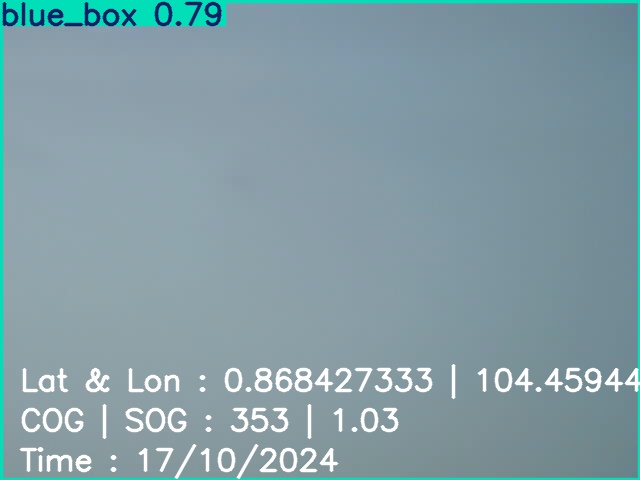 blue_box 0.79
Lat & Lon : 0.868427333 | 104.45944
COG | SOG : 353 | 1.03
Time : 17/10/2024